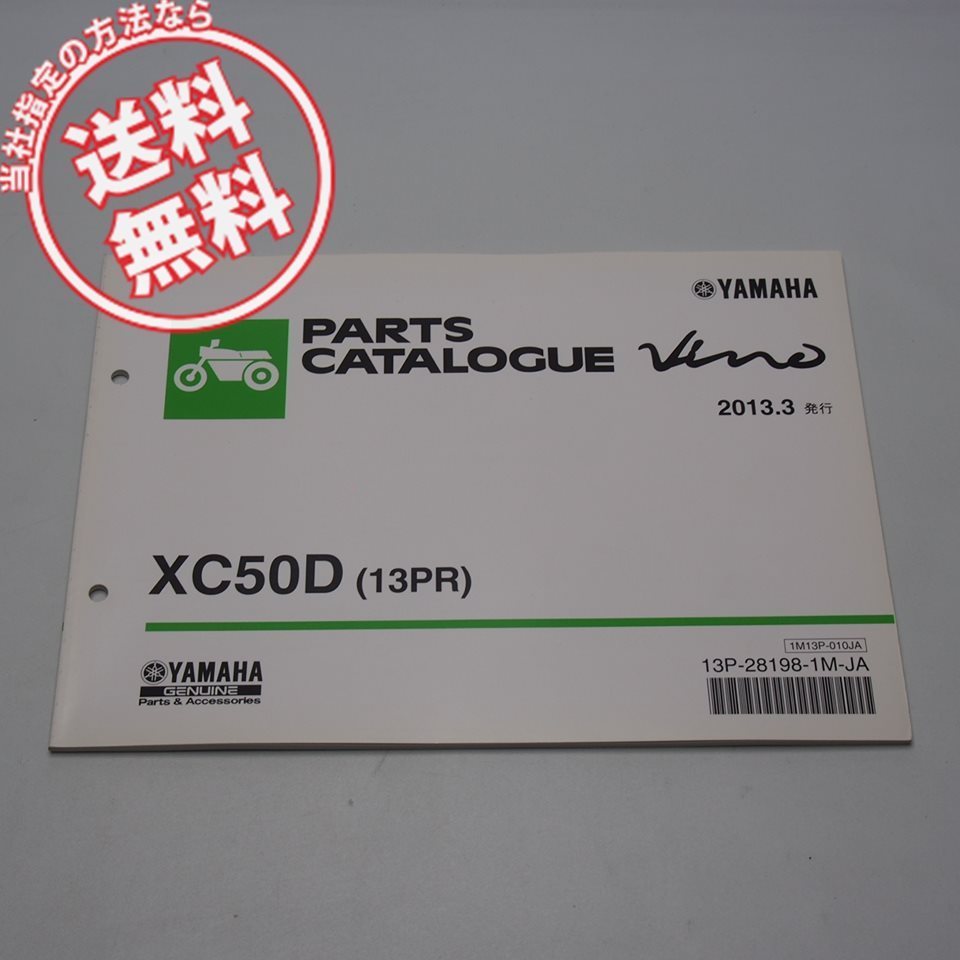 当社指定の方法なら
送料
無料
YAMAHA
PARTS
CATALOGUE Vino
2013.3 発行
XC50D (13PR)
1M13P-010JA
13P-28198-1M-JA
YAMAHA
GENUINE
Parts & Accessories